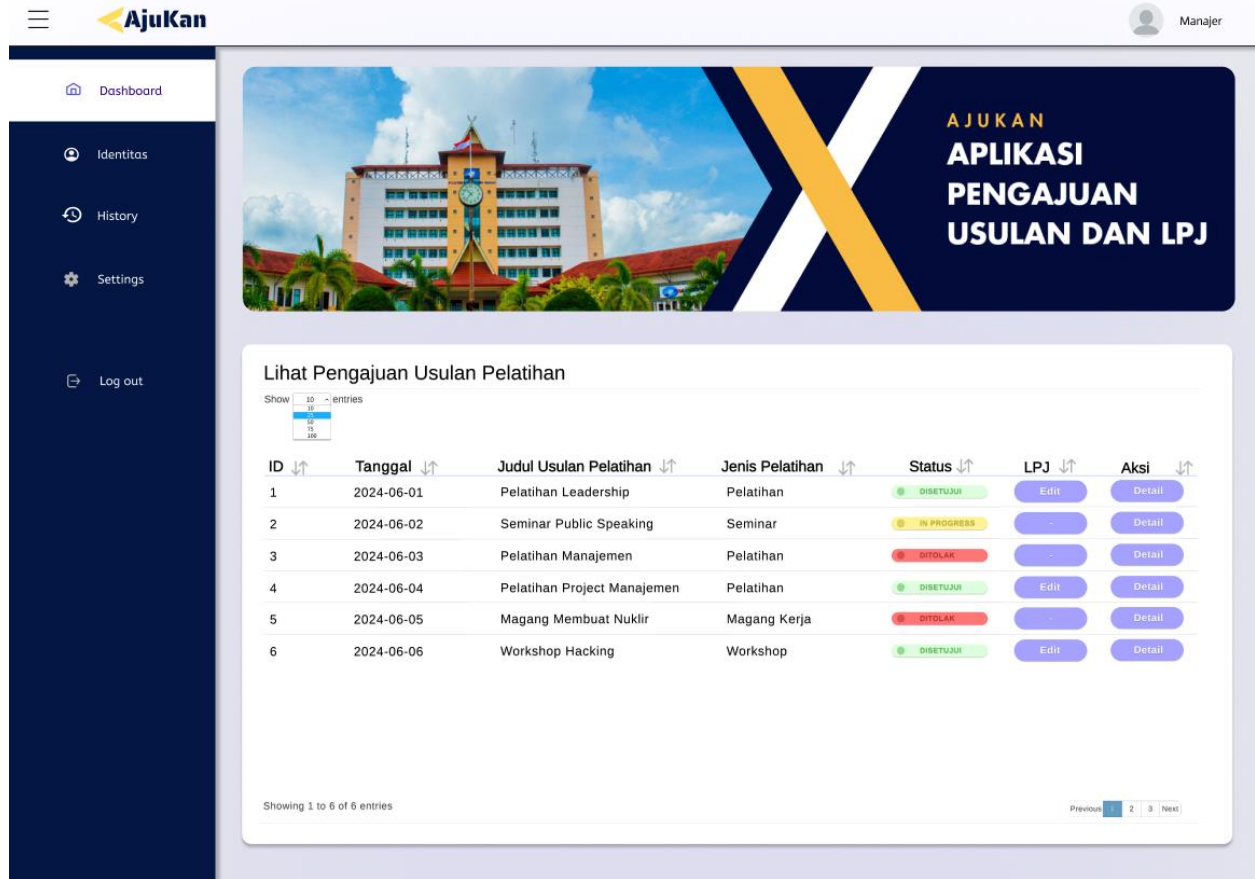 AjuKan
Manajer
Dashboard
Identitas
History
Settings
Log out
AJUKAN
APLIKASI
PENGAJUAN
USULAN DAN LPJ
Lihat Pengajuan Usulan Pelatihan
Show 10 entries
10
25
50
75
100
ID Tanggal Judul Usulan Pelatihan Jenis Pelatihan Status LPJ Aksi
1 2024-06-01 Pelatihan Leadership Pelatihan DISETUJUI Edit Detail
2 2024-06-02 Seminar Public Speaking Seminar IN PROGRESS - Detail
3 2024-06-03 Pelatihan Manajemen Pelatihan DITOLAK - Detail
4 2024-06-04 Pelatihan Project Manajemen Pelatihan DISETUJUI Edit Detail
5 2024-06-05 Magang Membuat Nuklir Magang Kerja DITOLAK - Detail
6 2024-06-06 Workshop Hacking Workshop DISETUJUI Edit Detail
Showing 1 to 6 of 6 entries
Previous 1 2 3 Next